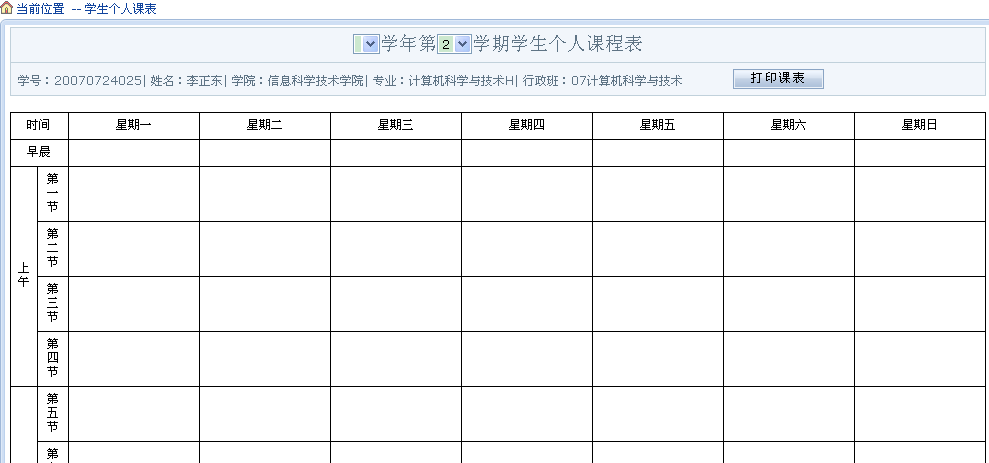 当前位置 -- 学生个人课表
学年第2学期学生个人课程表
学号：20070724025| 姓名：李正东| 学院：信息科学技术学院| 专业：计算机科学与技术H| 行政班：07计算机科学与技术 打印课表
时间 星期一 星期二 星期三 星期四 星期五 星期六 星期日
早晨
上午
第一节
第二节
第三节
第四节
第五节
第